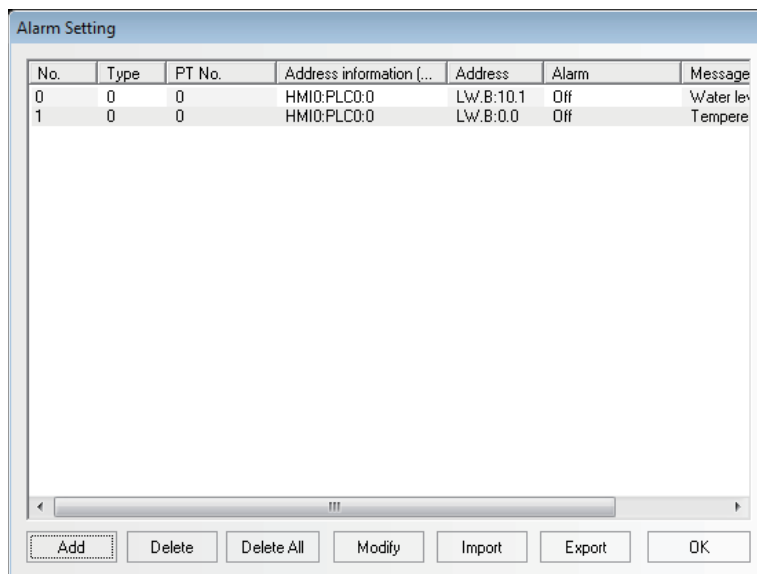 Alarm Setting
No. Type PT No. Address information (... Address Alarm Message
0 0 0 HMI0:PLC0:0 LW.B:10.1 Off Water lev
1 0 0 HMI0:PLC0:0 LW.B:0.0 Off Tempere
Add Delete Delete All Modify Import Export OK